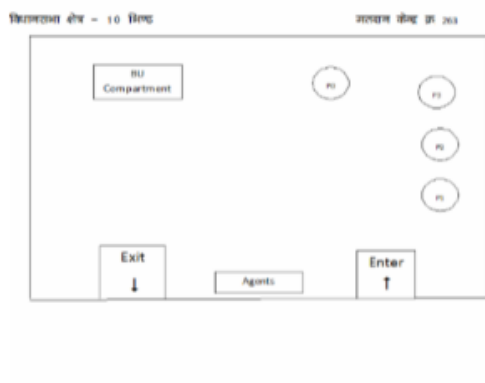 विधानसभा क्षेत्र - 10 भिण्ड
मतदान केन्द्र क्र 263
BU
Compartment
Exit
↓
Agents
Enter
↑